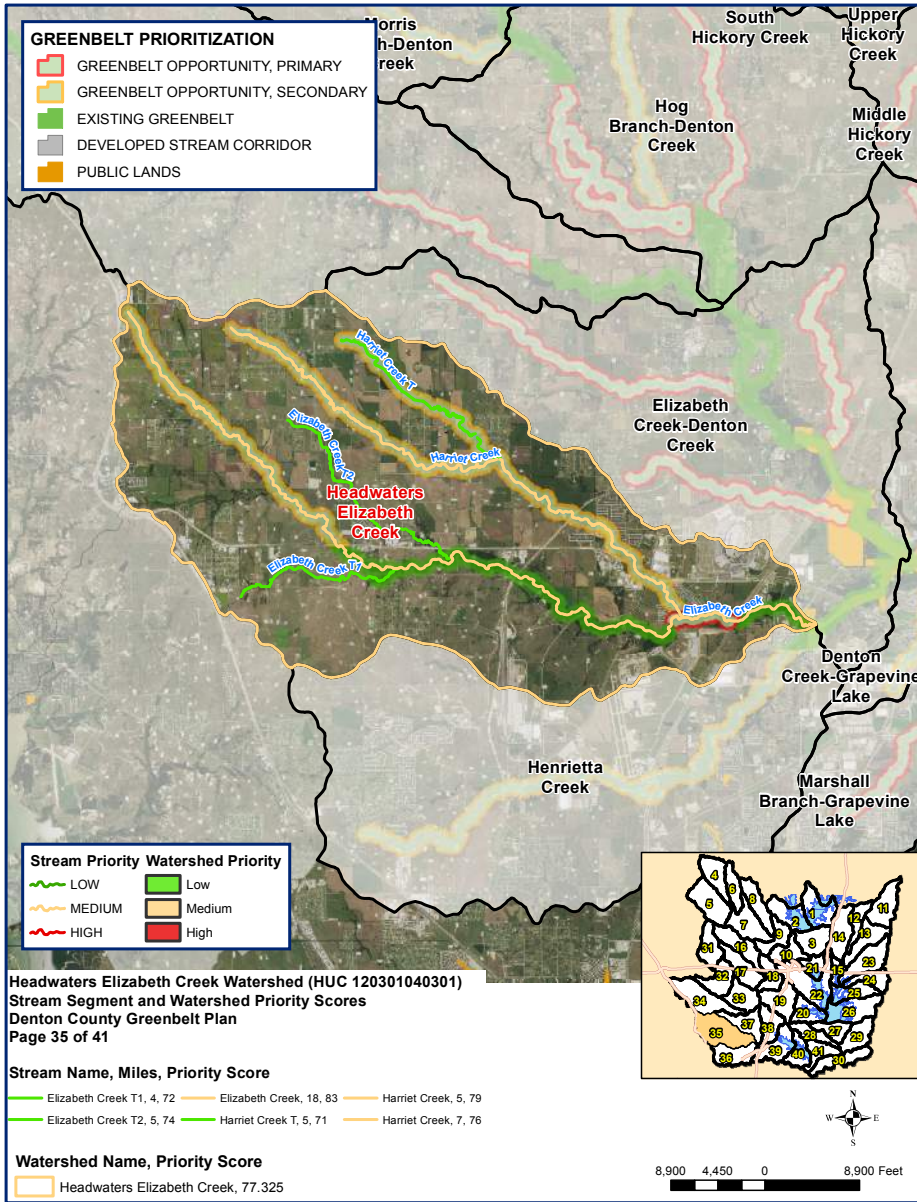 GREENBELT PRIORITIZATION
GREENBELT OPPORTUNITY, PRIMARY
GREENBELT OPPORTUNITY, SECONDARY
EXISTING GREENBELT
DEVELOPED STREAM CORRIDOR
PUBLIC LANDS
Morris
h-Denton
Creek
South
Hickory Creek
Upper
Hickory
Creek
Hog
Branch-Denton
Creek
Middle
Hickory
Creek
Harriet Creek T
Elizabeth
Creek-Denton
Creek
Elizabeth Creek T2
Harriet Creek
Headwaters
Elizabeth
Creek
Elizabeth Creek T1
Elizabeth Creek
Denton
Creek-Grapevine
Lake
Henrietta
Creek
Marshall
Branch-Grapevine
Lake
Stream Priority Watershed Priority
LOW Low
MEDIUM Medium
HIGH High
4
6
8
5
7
9
2
1
3
14
12
13
11
31
16
10
21
15
23
24
32
17
18
22
25
26
34
33
19
20
27
37
38
28
29
35
36
39
40
41
30
Headwaters Elizabeth Creek Watershed (HUC 120301040301)
Stream Segment and Watershed Priority Scores
Denton County Greenbelt Plan
Page 35 of 41
Stream Name, Miles, Priority Score
Elizabeth Creek T1, 4, 72 Elizabeth Creek, 18, 83 Harriet Creek, 5, 79
Elizabeth Creek T2, 5, 74 Harriet Creek T, 5, 71 Harriet Creek, 7, 76
N
W E
S
Watershed Name, Priority Score
Headwaters Elizabeth Creek, 77.325
8,900 4,450 0 8,900 Feet